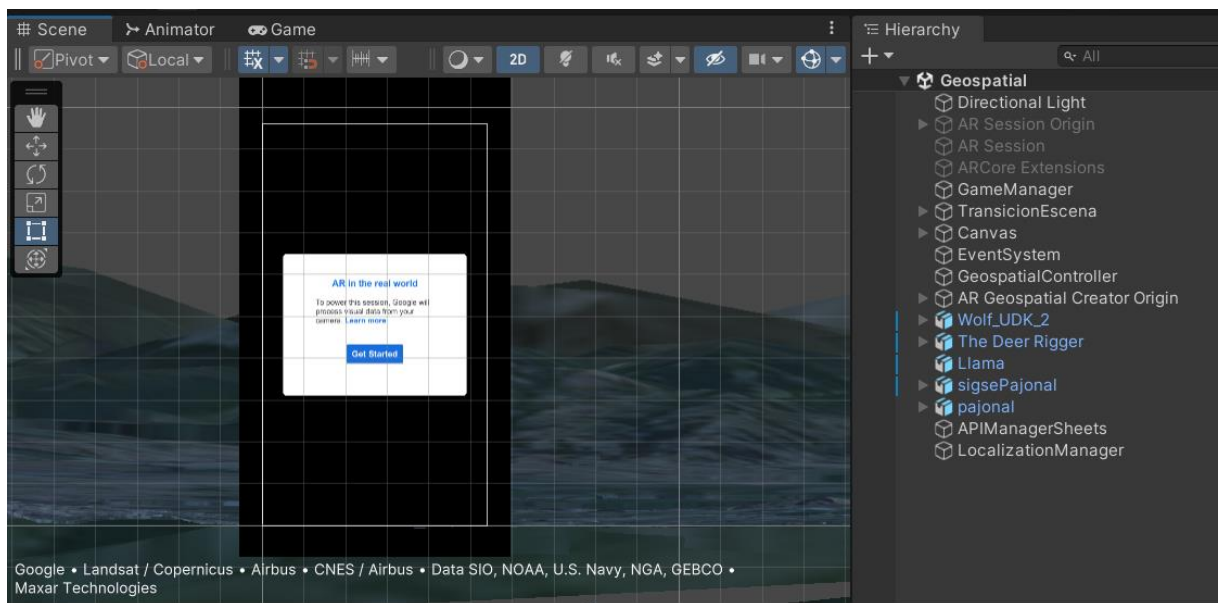 Scene
Animator
Game
Hierarchy
Pivot
Local
2D
All
Geospatial
Directional Light
AR Session Origin
AR Session
ARCore Extensions
GameManager
TransicionEscena
Canvas
EventSystem
GeospatialController
AR Geospatial Creator Origin
Wolf_UDK_2
The Deer Rigger
Llama
sigsePajonal
pajonal
APIManagerSheets
LocalizationManager
AR in the real world
To power this session, Google will
process visual data from your
camera. Learn more
Get Started
Google • Landsat / Copernicus • Airbus • CNES / Airbus • Data SIO, NOAA, U.S. Navy, NGA, GEBCO •
Maxar Technologies